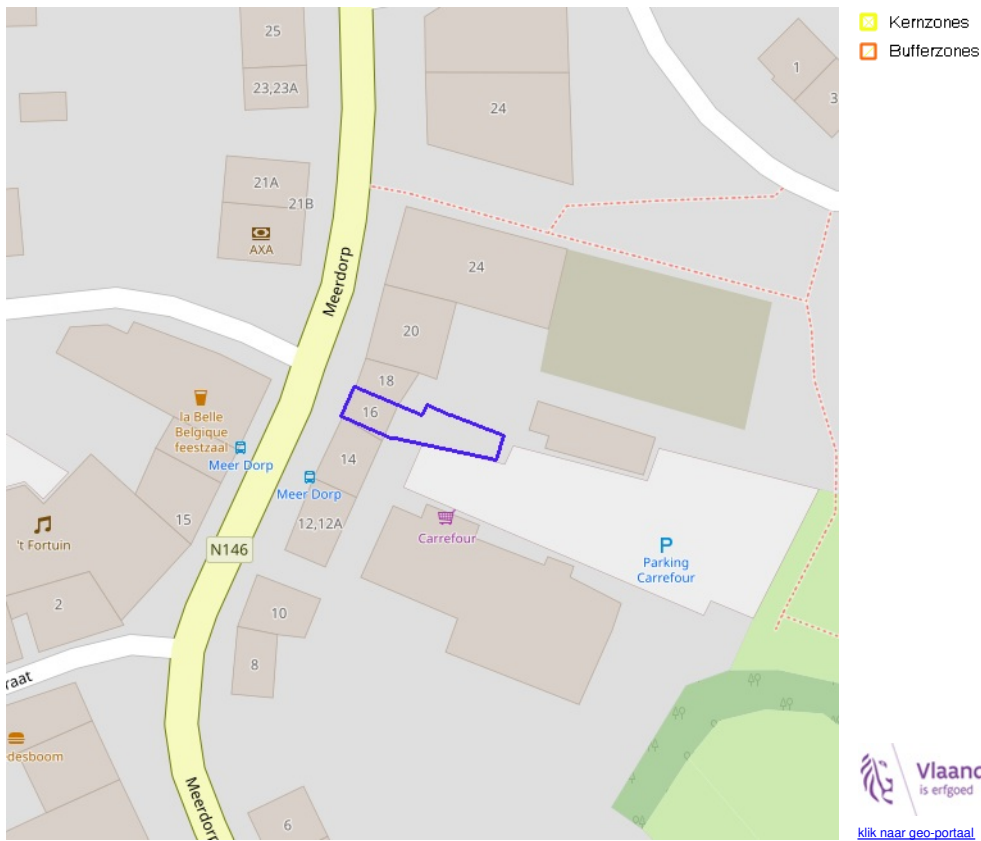 25
23,23A
24
1
3
21A
21B
AXA
24
Meerdorp
20
18
16
la Belle
Belgique
feestzaal
Meer Dorp
14
Meer Dorp
12,12A
15
't Fortuin
N146
Carrefour
P
Parking
Carrefour
2
10
8
raat
desboom
Meerdorp
6
Kernzones
Bufferzones
Vlaand
is erfgoed
klik naar geo-portaal